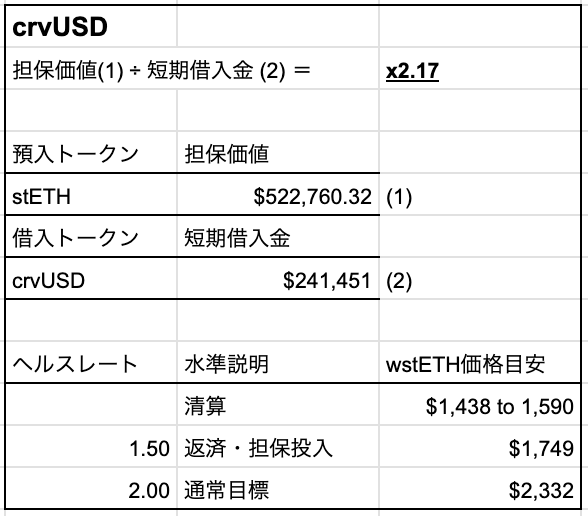 crvUSD
担保価値(1) ÷ 短期借入金 (2) ＝ x2.17
預入トークン 担保価値
stETH $522,760.32 (1)
借入トークン 短期借入金
crvUSD $241,451 (2)
ヘルスレート 水準説明 wstETH価格目安
清算 $1,438 to 1,590
1.50 返済・担保投入 $1,749
2.00 通常目標 $2,332